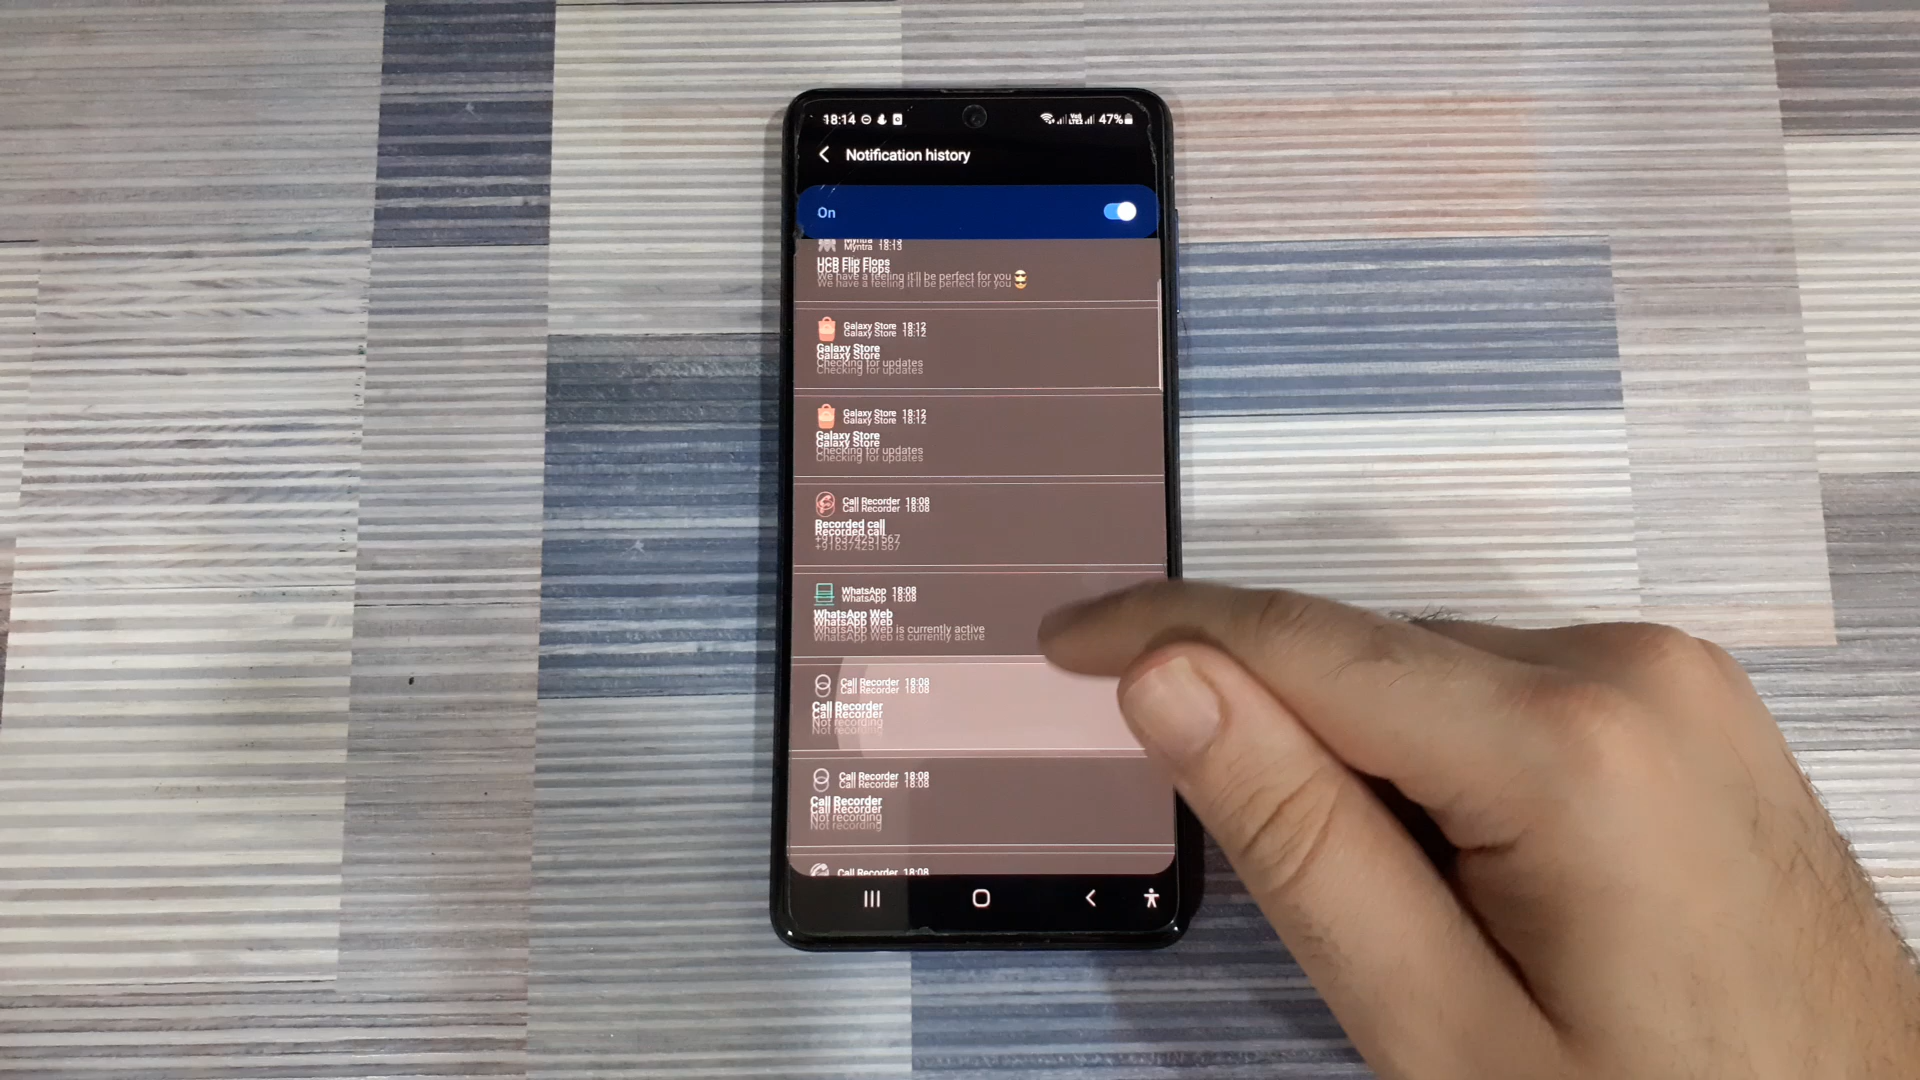 18:14 47%
Notification history
On
Myntra 18:13
UCB Flip Flops
We have a feeling it'll be perfect for you 😎
Galaxy Store 18:12
Galaxy Store
Checking for updates
Galaxy Store 18:12
Galaxy Store
Checking for updates
Call Recorder 18:08
Recorded call
+916374251567
WhatsApp 18:08
WhatsApp Web
WhatsApp Web is currently active
Call Recorder 18:08
Call Recorder
Not recording
Call Recorder 18:08
Call Recorder
Not recording
Call Recorder 18:08